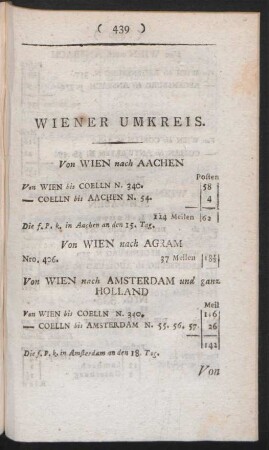 ( 439 )
WIENER UMKREIS.
Von WIEN nach AACHEN
Posten
Von WIEN bis COELLN N. 340. 58
— COELLN bis AACHEN N. 54. 4
124 Meilen 62
Die f. P. k. in Aachen an den 15. Tag.
Von WIEN nach AGRAM
Nro. 406. 37 Meilen
Von WIEN nach AMSTERDAM und ganz
HOLLAND
Meil
Von WIEN bis COELLN N. 340. 116
— COELLN bis AMSTERDAM N. 55. 56. 57. 26
142
Die f. P. k. in Amsterdam an den 18. Tag.
Von